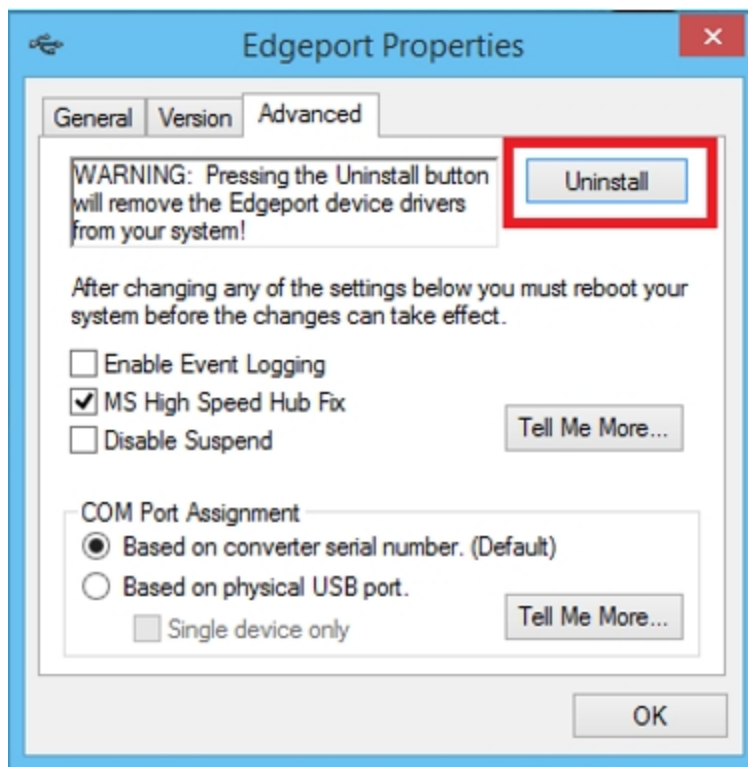 Edgeport Properties
General
Version
Advanced
WARNING:  Pressing the Uninstall button
will remove the Edgeport device drivers
from your system!
Uninstall
After changing any of the settings below you must reboot your
system before the changes can take effect.
Enable Event Logging
MS High Speed Hub Fix
Disable Suspend
Tell Me More...
COM Port Assignment
Based on converter serial number. (Default)
Based on physical USB port.
Single device only
Tell Me More...
OK